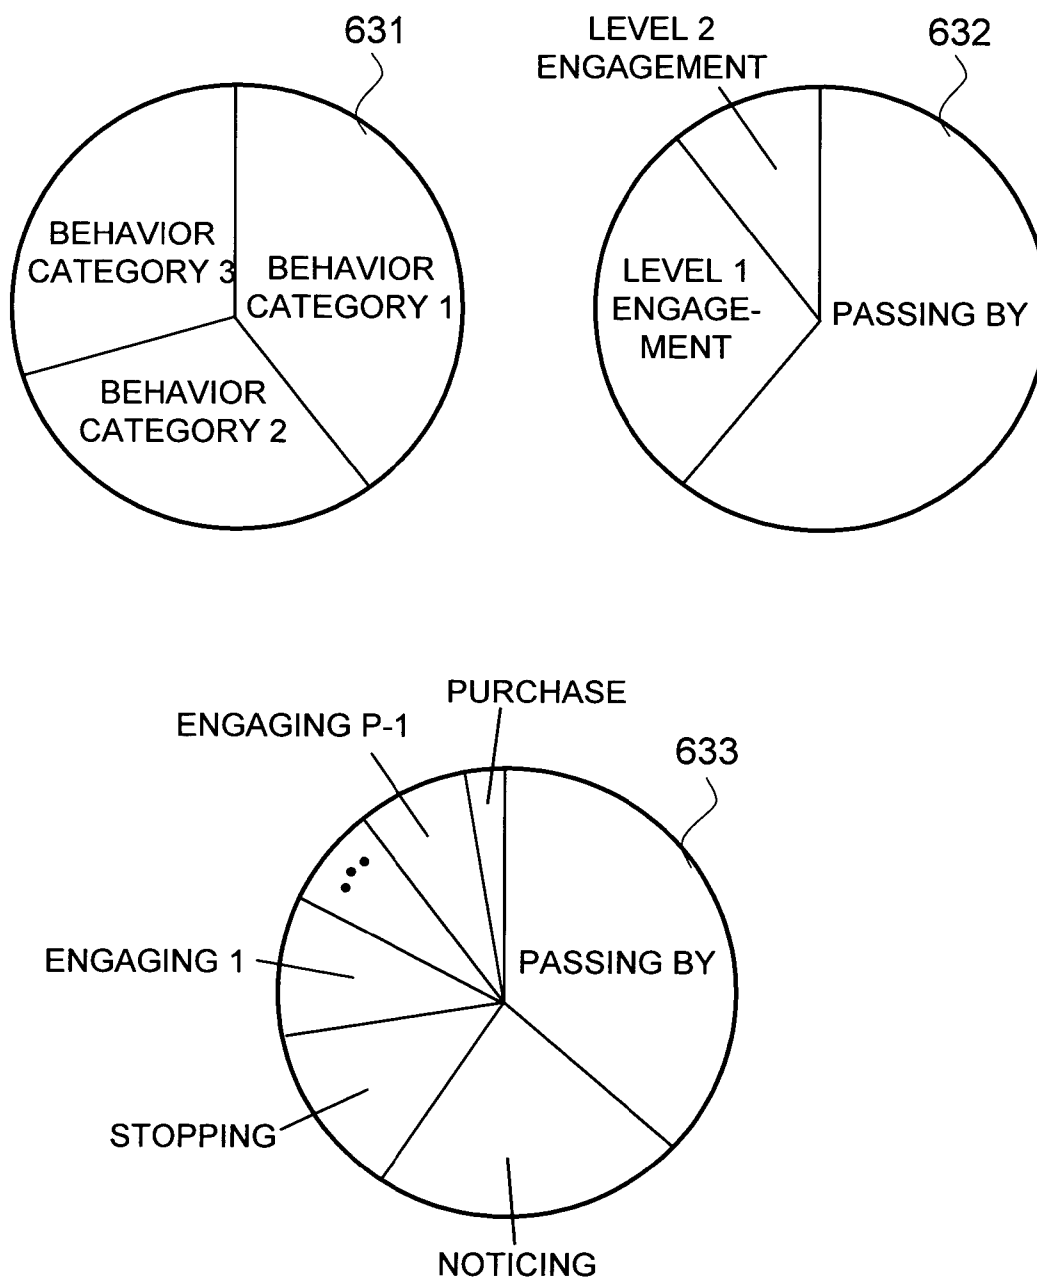 631
BEHAVIOR
CATEGORY 3
BEHAVIOR
CATEGORY 1
BEHAVIOR
CATEGORY 2
LEVEL 2
ENGAGEMENT
632
LEVEL 1
ENGAGE-
MENT
PASSING BY
PURCHASE
ENGAGING P-1
633
PASSING BY
ENGAGING 1
STOPPING
NOTICING